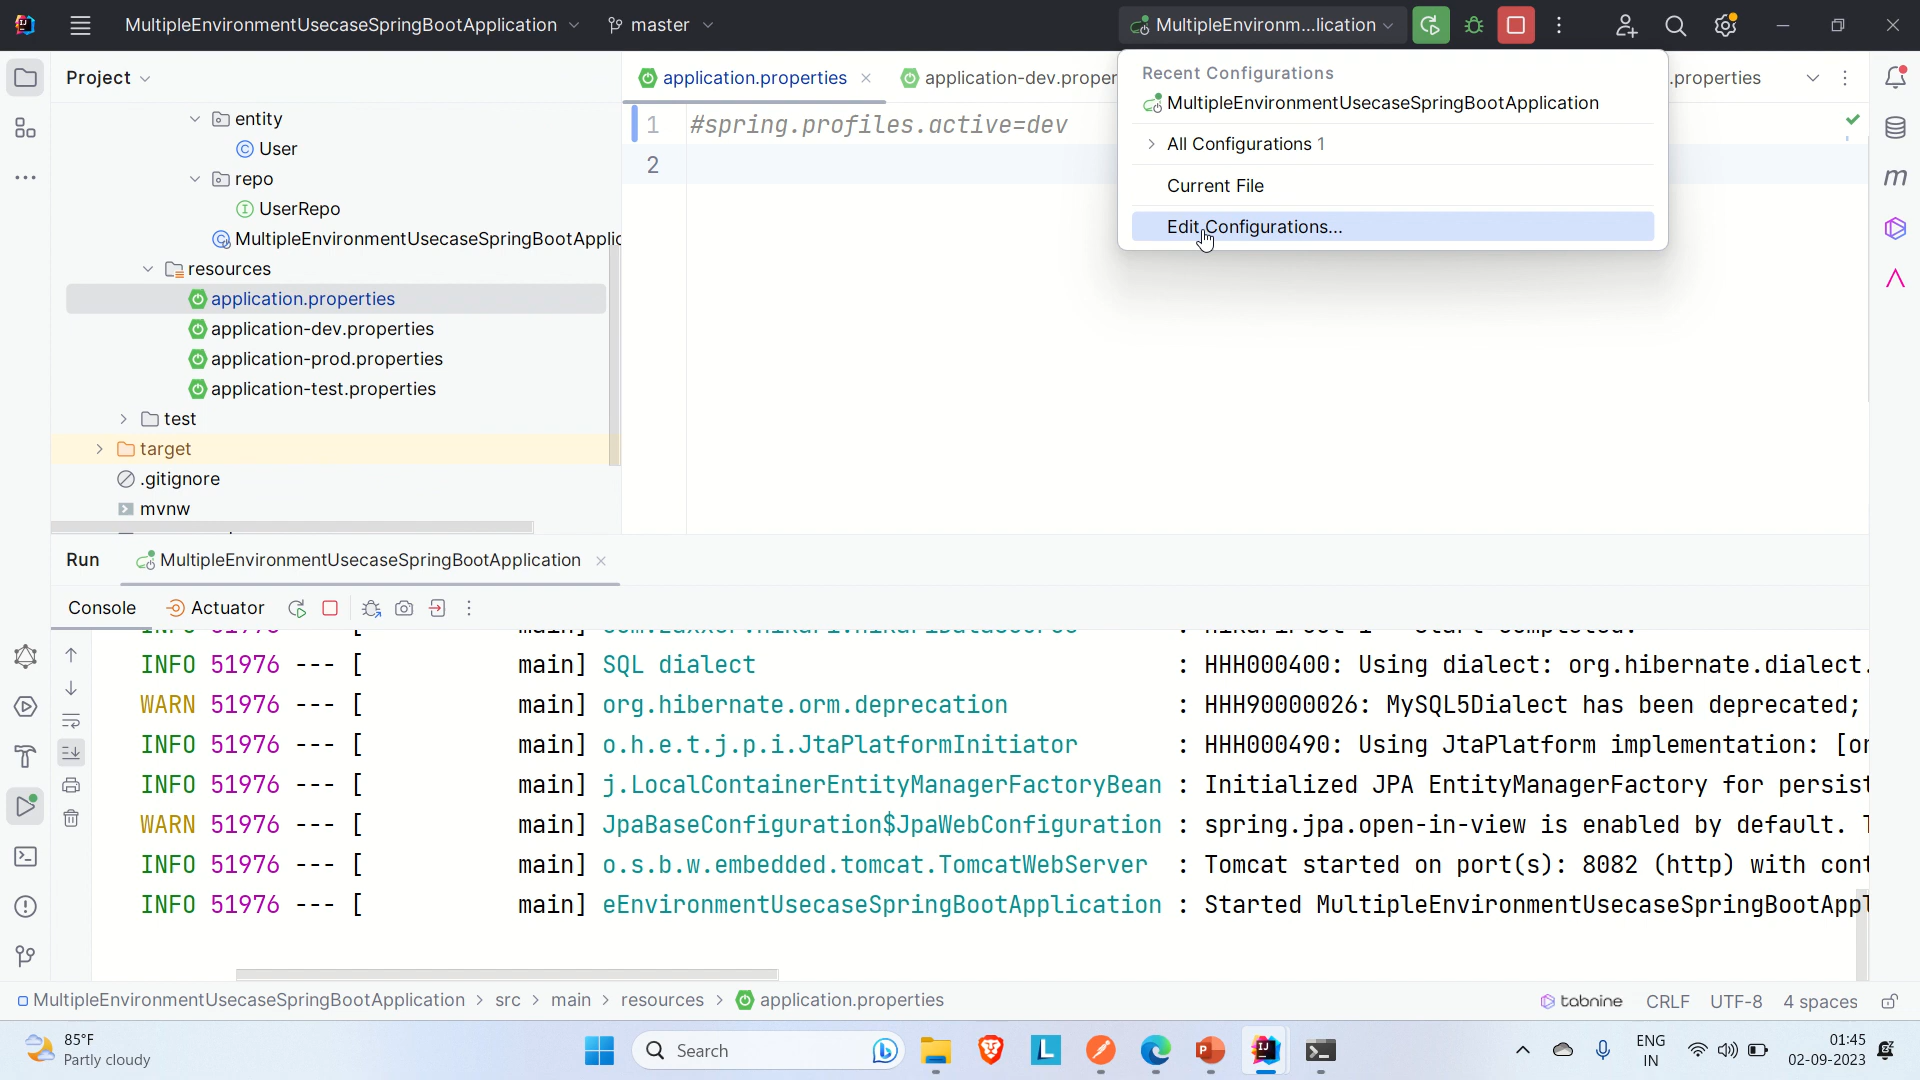 MultipleEnvironmentUsecaseSpringBootApplication
master
MultipleEnvironm...lication
Project
entity
User
repo
UserRepo
MultipleEnvironmentUsecaseSpringBootApplic
resources
application.properties
application-dev.properties
application-prod.properties
application-test.properties
test
target
.gitignore
mvnw
application.properties
application-dev.proper
.properties
1 #spring.profiles.active=dev
2
Recent Configurations
MultipleEnvironmentUsecaseSpringBootApplication
All Configurations 1
Current File
Edit Configurations...
Run MultipleEnvironmentUsecaseSpringBootApplication
Console Actuator
INFO 51976 --- [ main] SQL dialect : HHH000400: Using dialect: org.hibernate.dialect.
WARN 51976 --- [ main] org.hibernate.orm.deprecation : HHH90000026: MySQL5Dialect has been deprecated;
INFO 51976 --- [ main] o.h.e.t.j.p.i.JtaPlatformInitiator : HHH000490: Using JtaPlatform implementation: [or
INFO 51976 --- [ main] j.LocalContainerEntityManagerFactoryBean : Initialized JPA EntityManagerFactory for persist
WARN 51976 --- [ main] JpaBaseConfiguration$JpaWebConfiguration : spring.jpa.open-in-view is enabled by default.
INFO 51976 --- [ main] o.s.b.w.embedded.tomcat.TomcatWebServer : Tomcat started on port(s): 8082 (http) with cont
INFO 51976 --- [ main] eEnvironmentUsecaseSpringBootApplication : Started MultipleEnvironmentUsecaseSpringBootAppl
MultipleEnvironmentUsecaseSpringBootApplication > src > main > resources > application.properties
tabnine CRLF UTF-8 4 spaces
85°F
Partly cloudy
Search
ENG
IN
01:45
02-09-2023